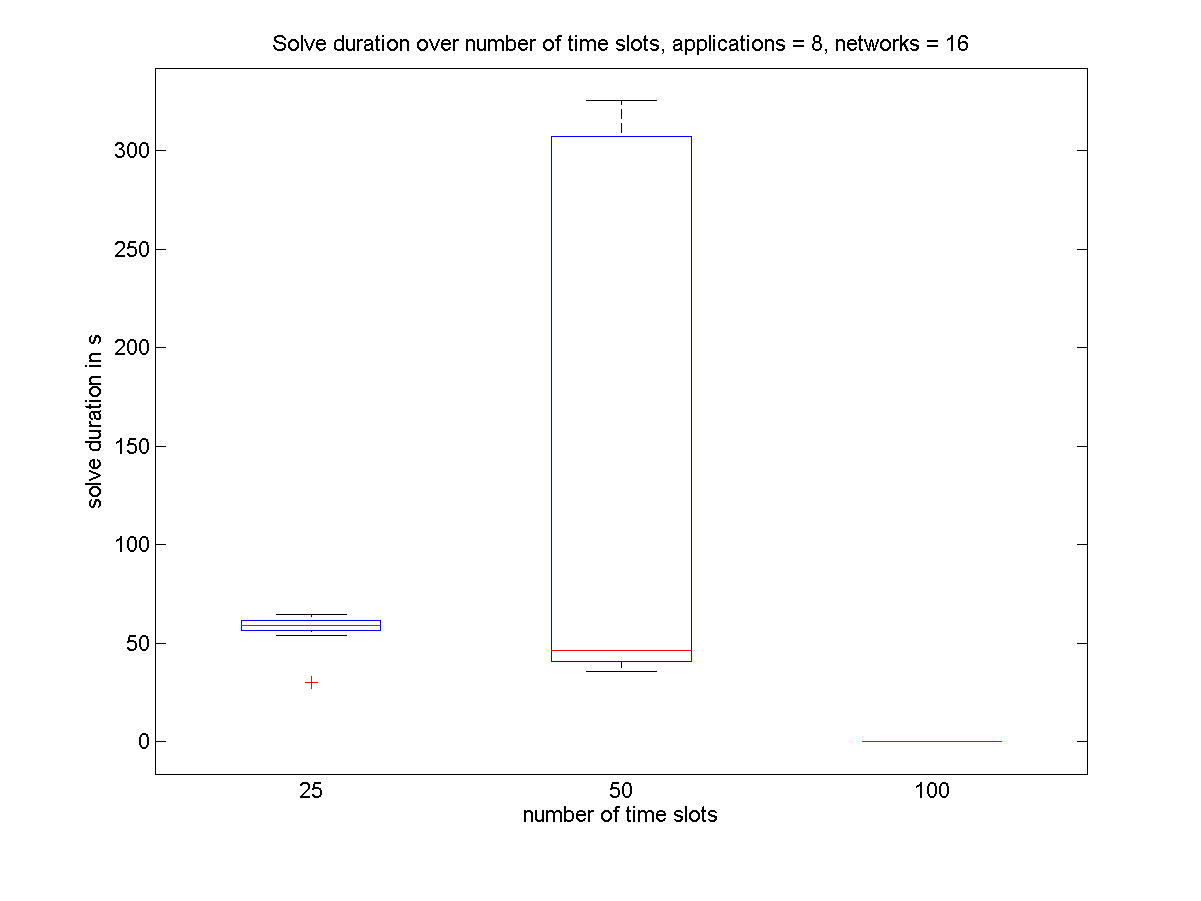 Solve duration over number of time slots, applications = 8, networks = 16
300
250
200
150
100
50
0
solve duration in s
25 50 100
number of time slots